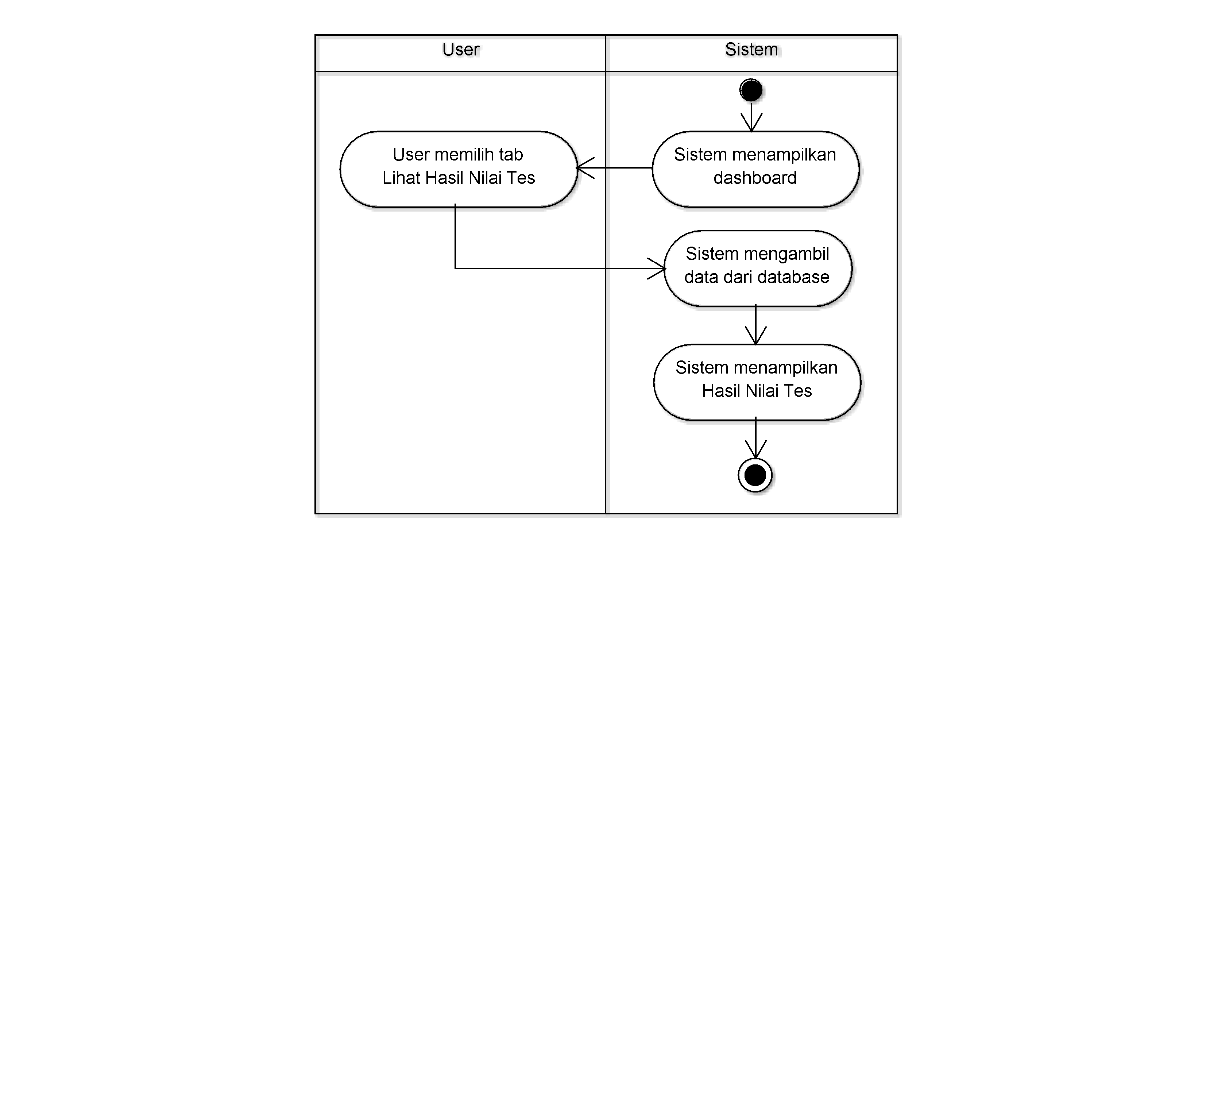 User
Sistem
User memilih tab
Lihat Hasil Nilai Tes
Sistem menampilkan
dashboard
Sistem mengambil
data dari database
Sistem menampilkan
Hasil Nilai Tes